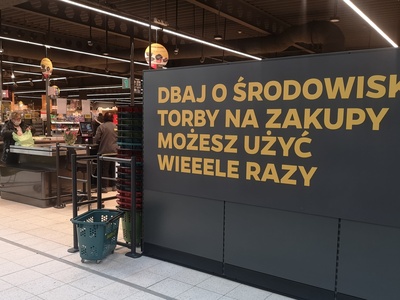 DBAJ O ŚRODOWISK
TORBY NA ZAKUPY
MOŻESZ UŻYĆ
WIEEELE RAZY